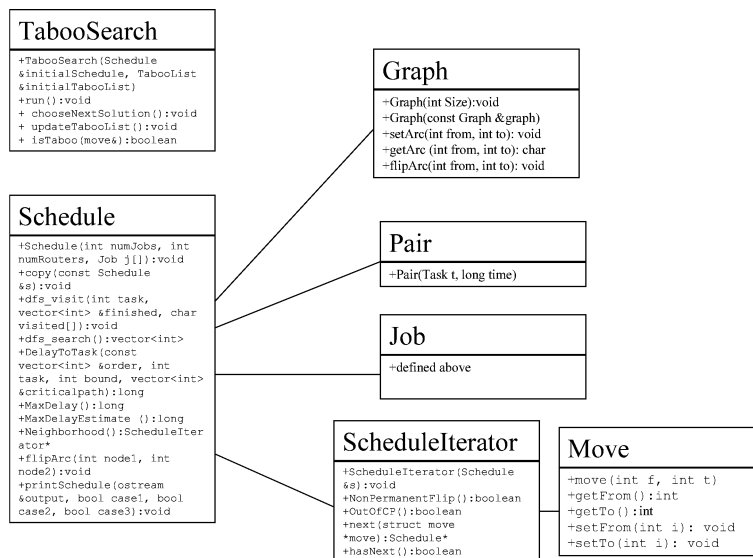 TabooSearch
+TabooSearch(Schedule
&initialSchedule, TabooList
&initialTabooList)
+run():void
+ chooseNextSolution():void
+ updateTabooList():void
+ isTaboo(move&):boolean
Graph
+Graph(int Size):void
+Graph(const Graph &graph)
+setArc(int from, int to): void
+getArc (int from, int to): char
+flipArc(int from, int to): void
Schedule
+Schedule(int numJobs, int
numRouters, Job j[]):void
+copy(const Schedule
&s):void
+dfs_visit(int task,
vector<int> &finished, char
visited[]):void
+dfs_search():vector<int>
+DelayToTask(const
vector<int> &order, int
task, int bound, vector<int>
&criticalpath):long
+MaxDelay():long
+MaxDelayEstimate ():long
+Neighborhood():ScheduleIter
ator*
+flipArc(int node1, int
node2):void
+printSchedule(ostream
&output, bool case1, bool
case2, bool case3):void
Pair
+Pair(Task t, long time)
Job
+defined above
ScheduleIterator
+ScheduleIterator(Schedule
&s):void
+NonPermanentFlip():boolean
+OutOfCP():boolean
+next(struct move
*move):Schedule*
+hasNext():boolean
Move
+move(int f, int t)
+getFrom():int
+getTo():int
+setFrom(int i): void
+setTo(int i): void